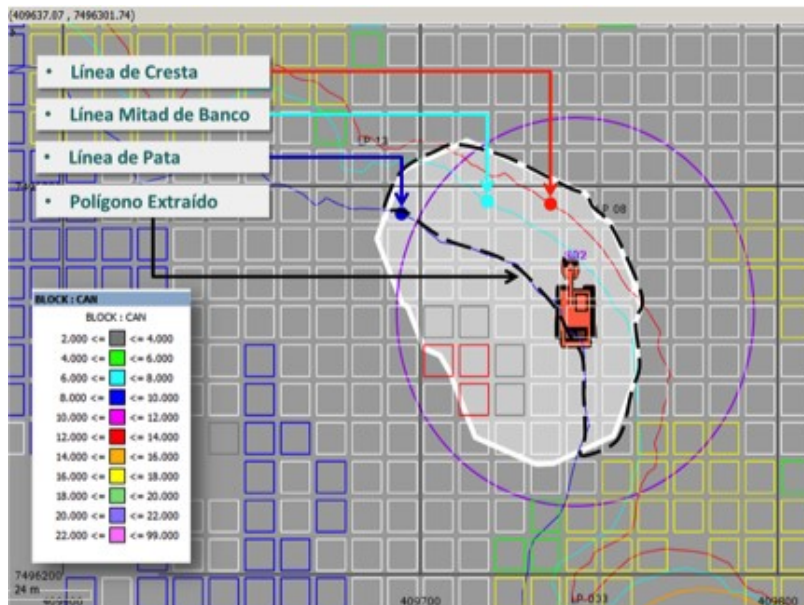 (409637.07 , 7496301.74)
• Línea de Cresta
• Línea Mitad de Banco
• Línea de Pata
• Polígono Extraído
LP 13
LP 08
BLOCK : CAN
BLOCK : CAN
2.000 <= <= 4.000
4.000 <= <= 6.000
6.000 <= <= 8.000
8.000 <= <= 10.000
10.000 <= <= 12.000
12.000 <= <= 14.000
14.000 <= <= 16.000
16.000 <= <= 18.000
18.000 <= <= 20.000
20.000 <= <= 22.000
22.000 <= <= 99.000
7496200
24 m
409700
409800